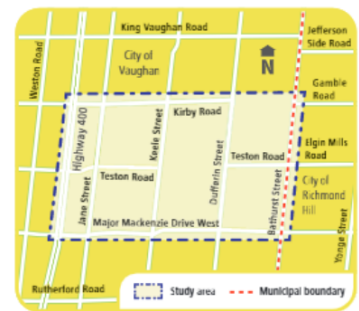 King Vaughan Road
Jefferson
Side Road
Weston Road
City of
Vaughan
N
Gamble
Road
Highway 400
Kirby Road
Keele Street
Dufferin Street
Elgin Mills
Road
Teston Road
Teston Road
Jane Street
Bathurst Street
City of
Richmond
Hill
Major Mackenzie Drive West
Yonge Street
Rutherford Road
Study area
Municipal boundary